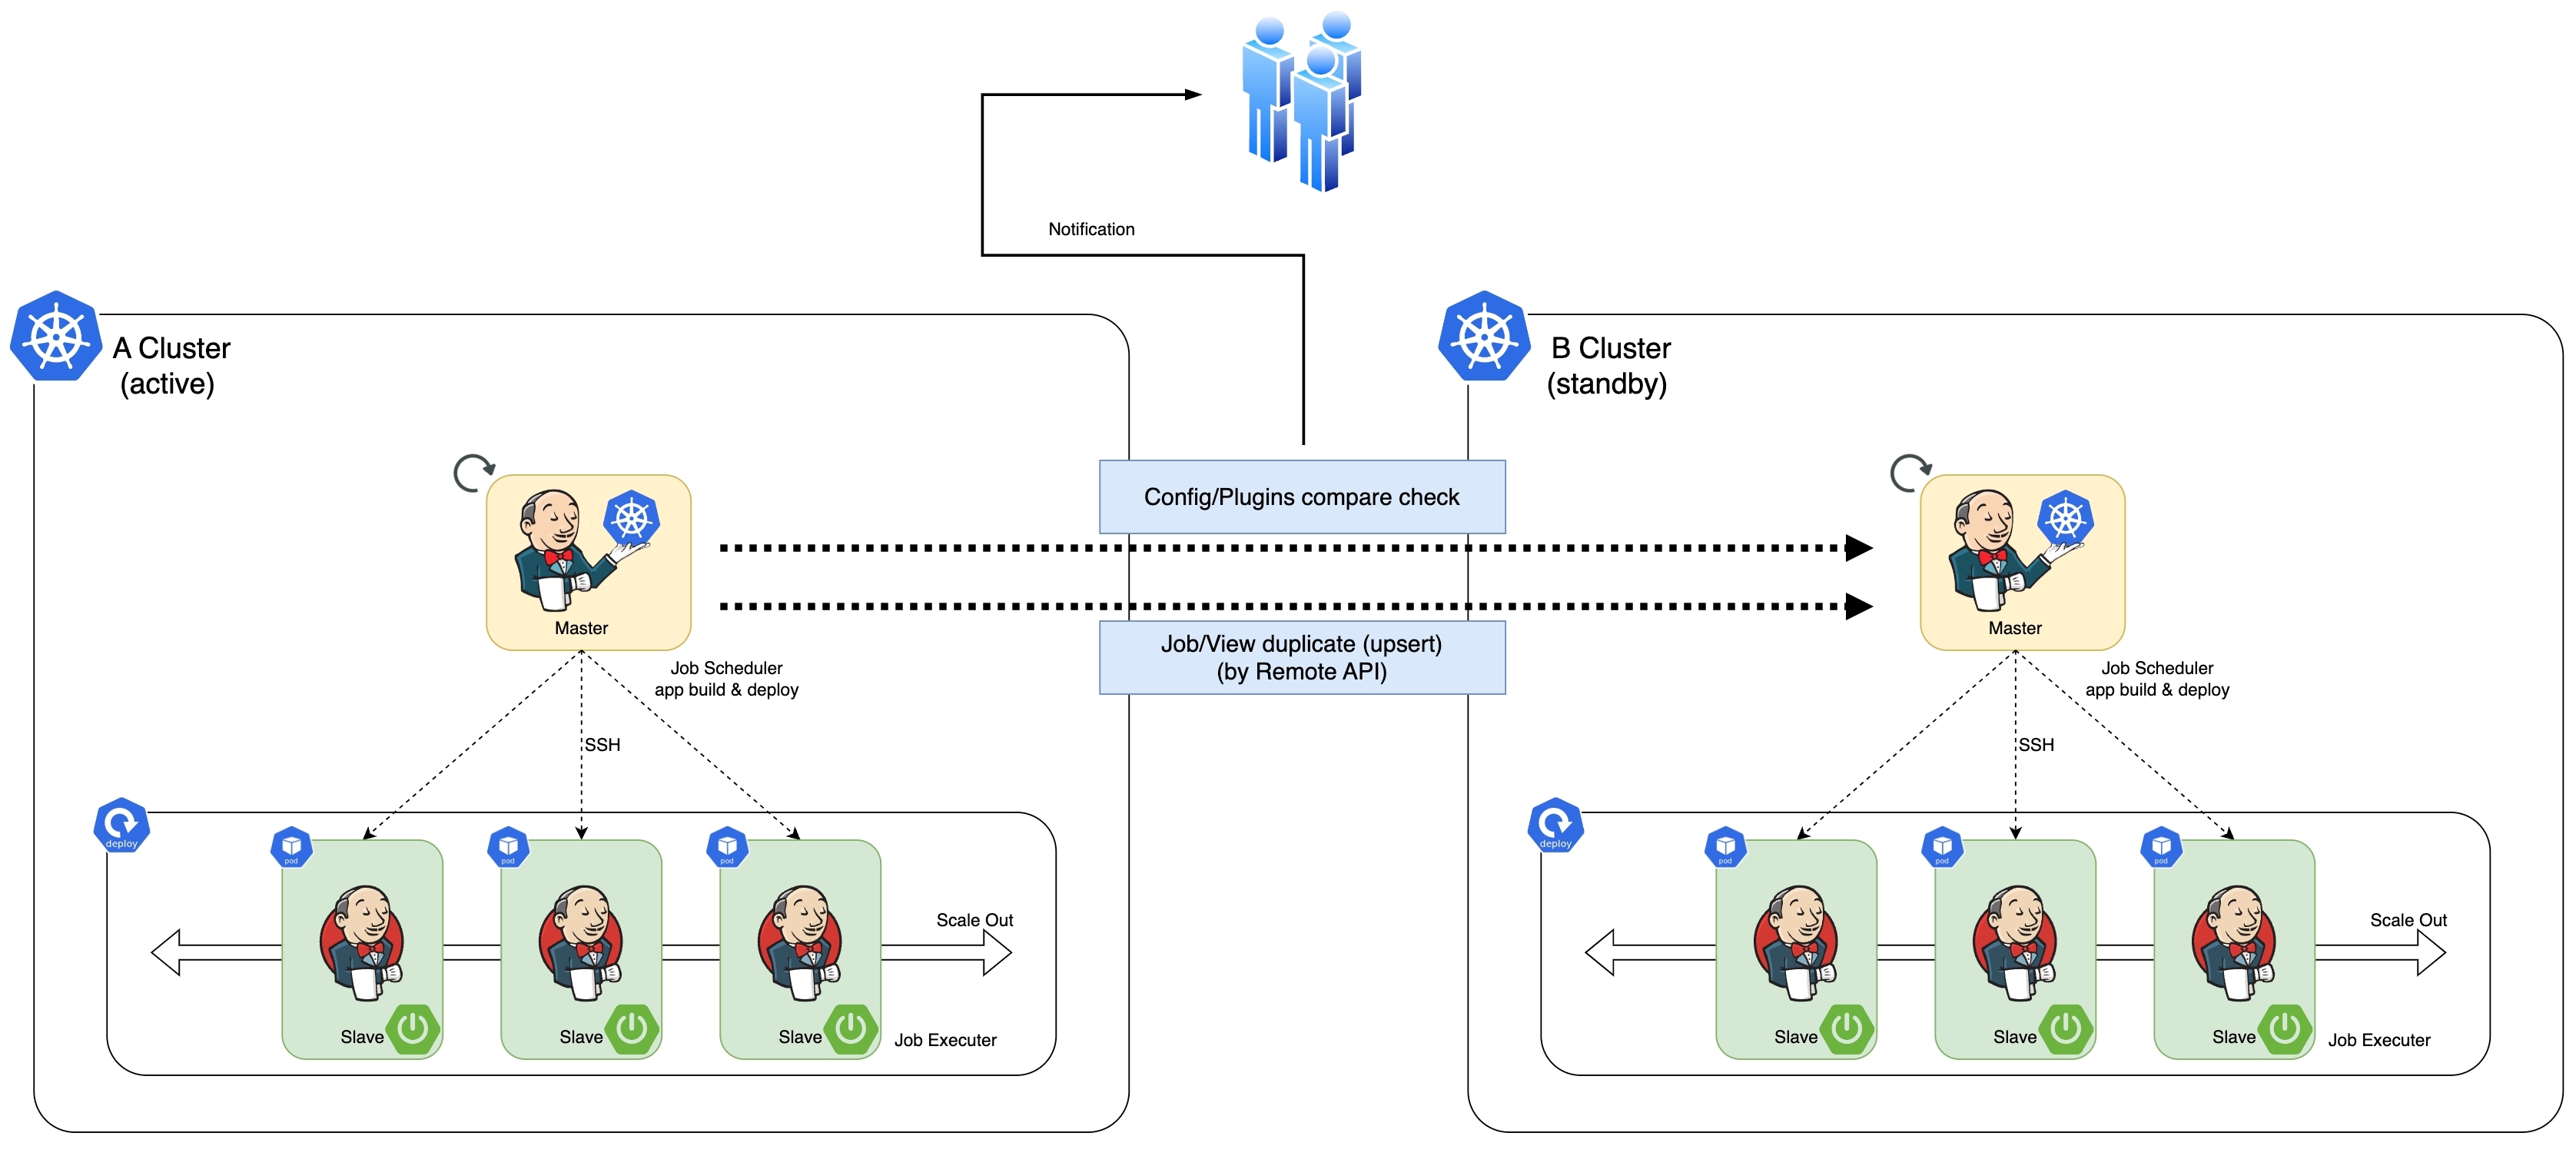 Notification
A Cluster
(active)
B Cluster
(standby)
Config/Plugins compare check
Job/View duplicate (upsert)
(by Remote API)
Master
Job Scheduler
app build & deploy
SSH
deploy
pod
pod
pod
Scale Out
Slave
Slave
Slave
Job Executer
Master
Job Scheduler
app build & deploy
SSH
deploy
pod
pod
pod
Scale Out
Slave
Slave
Slave
Job Executer